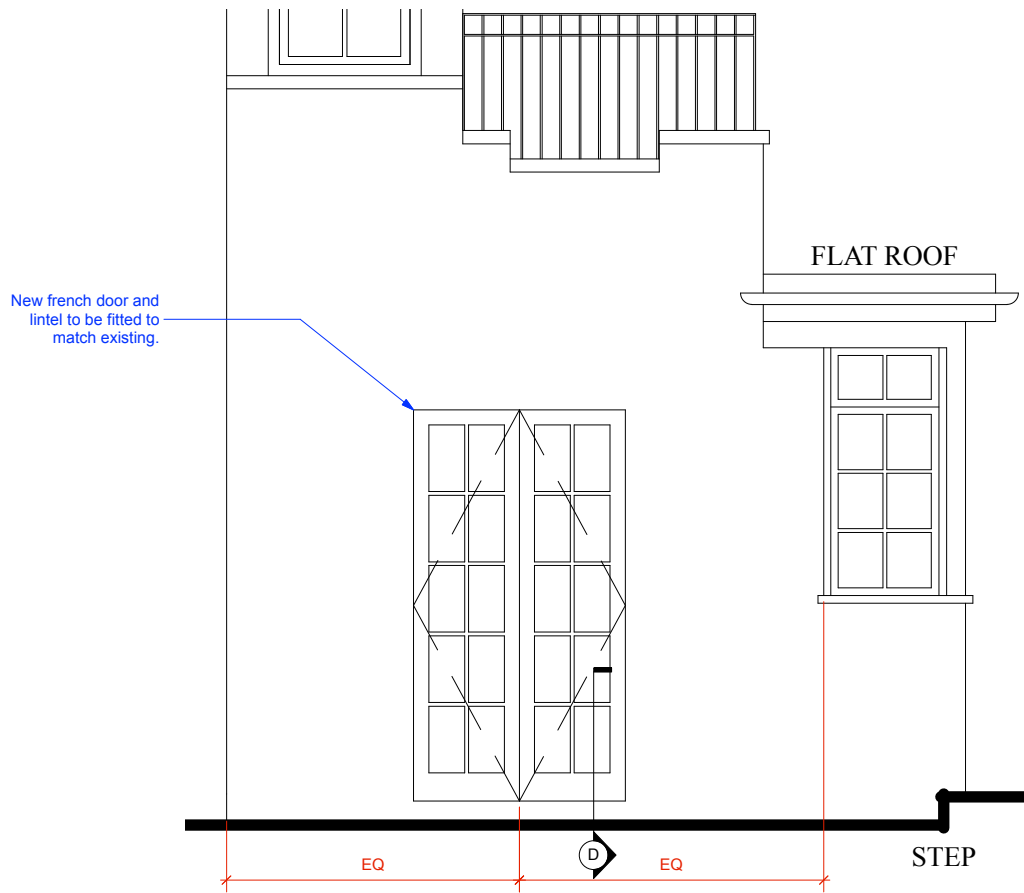 FLAT ROOF
New french door and
lintel to be fitted to
match existing.
EQ
D
EQ
STEP